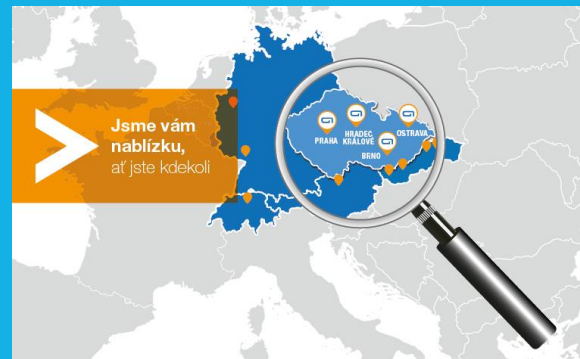 Jsme vám
nablízku,
ať jste kdekoli
PRAHA
HRADEC
KRÁLOVÉ
OSTRAVA
BRNO